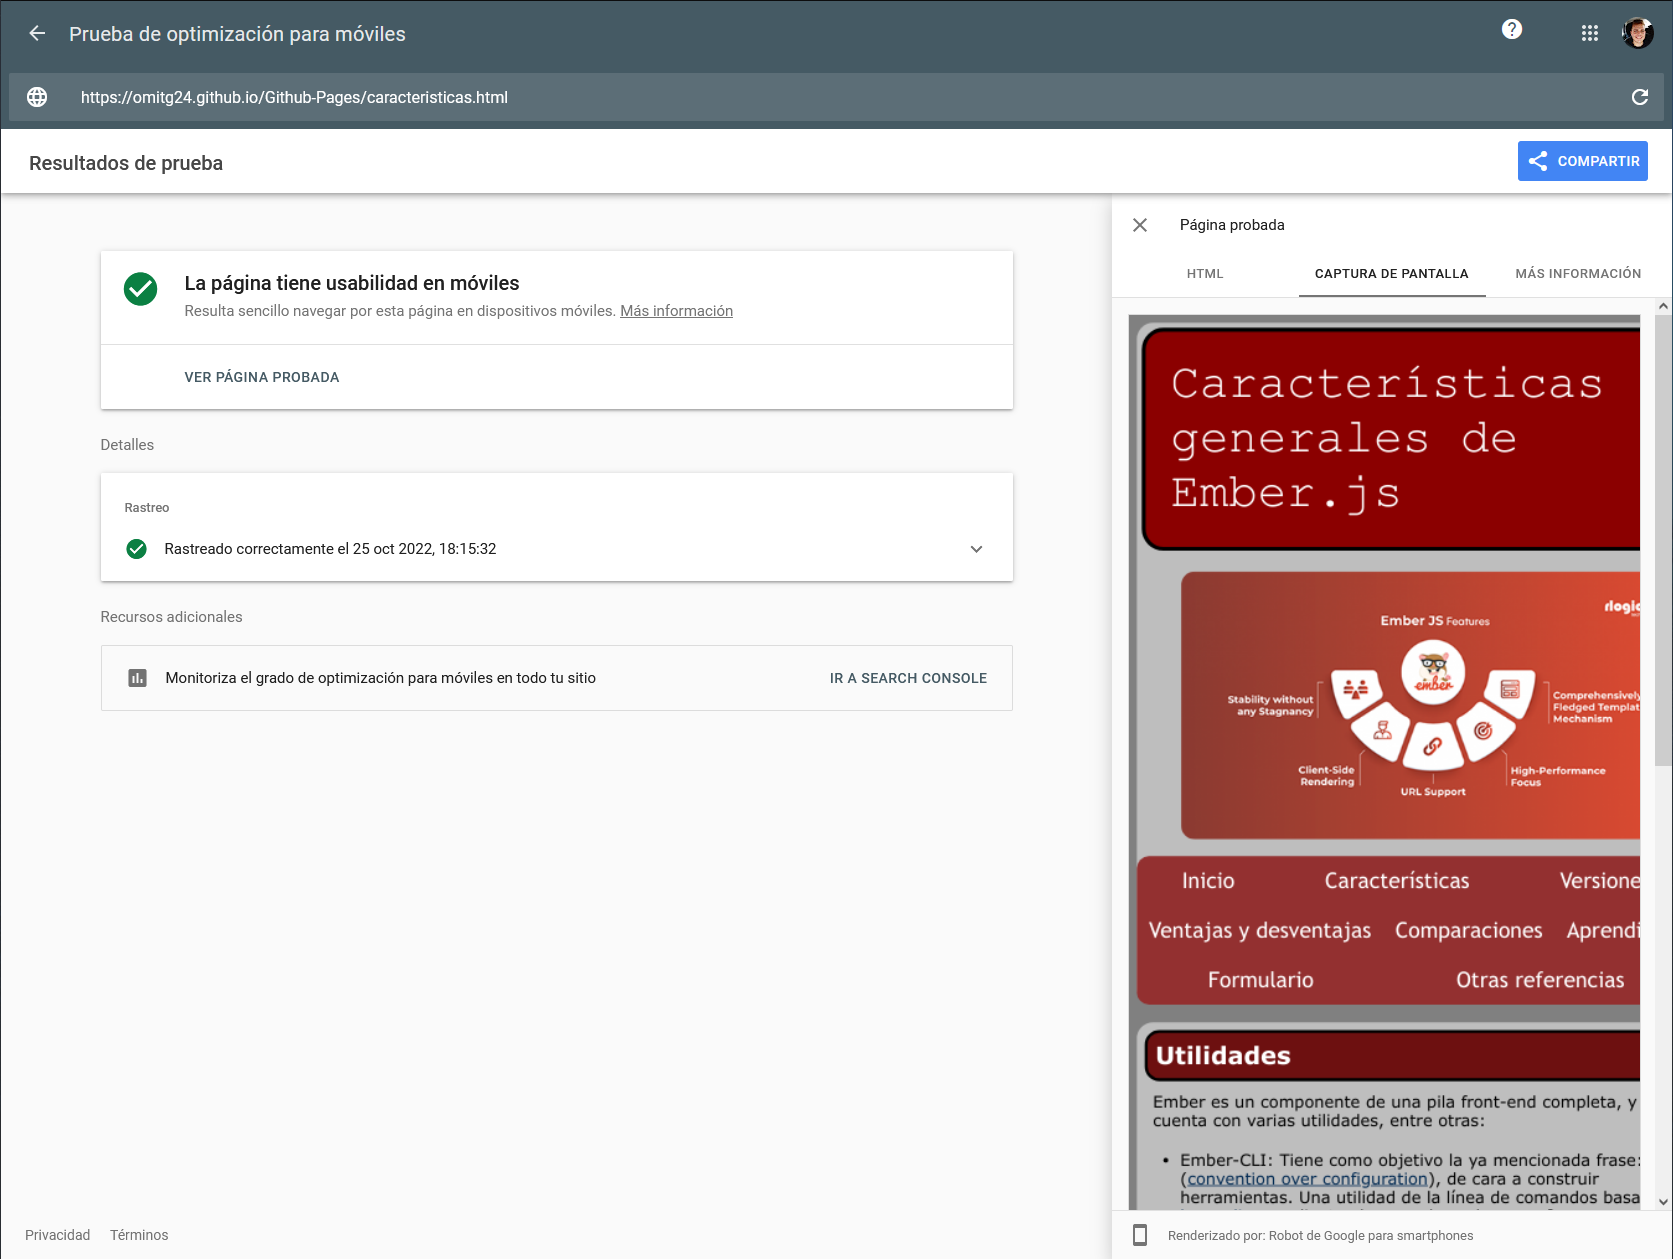 Prueba de optimización para móviles
https://omitg24.github.io/Github-Pages/caracteristicas.html
Resultados de prueba
COMPARTIR
La página tiene usabilidad en móviles
Resulta sencillo navegar por esta página en dispositivos móviles. Más información
VER PÁGINA PROBADA
Detalles
Rastreo
Rastreado correctamente el 25 oct 2022, 18:15:32
Recursos adicionales
Monitoriza el grado de optimización para móviles en todo tu sitio
IR A SEARCH CONSOLE
Privacidad Términos
Página probada
HTML CAPTURA DE PANTALLA MÁS INFORMACIÓN
Características
generales de
Ember.js
Ember JS Features
ember
Stability without
any Stagnancy
Comprehensively
Fledged Templat
Mechanism
Client-Side
Rendering
High-Performance
Focus
URL Support
Inicio Características Versione
Ventajas y desventajas Comparaciones Aprendi
Formulario Otras referencias
Utilidades
Ember es un componente de una pila front-end completa, y
cuenta con varias utilidades, entre otras:
• Ember-CLI: Tiene como objetivo la ya mencionada frase:
(convention over configuration), de cara a construir
herramientas. Una utilidad de la línea de comandos basa
Renderizado por: Robot de Google para smartphones